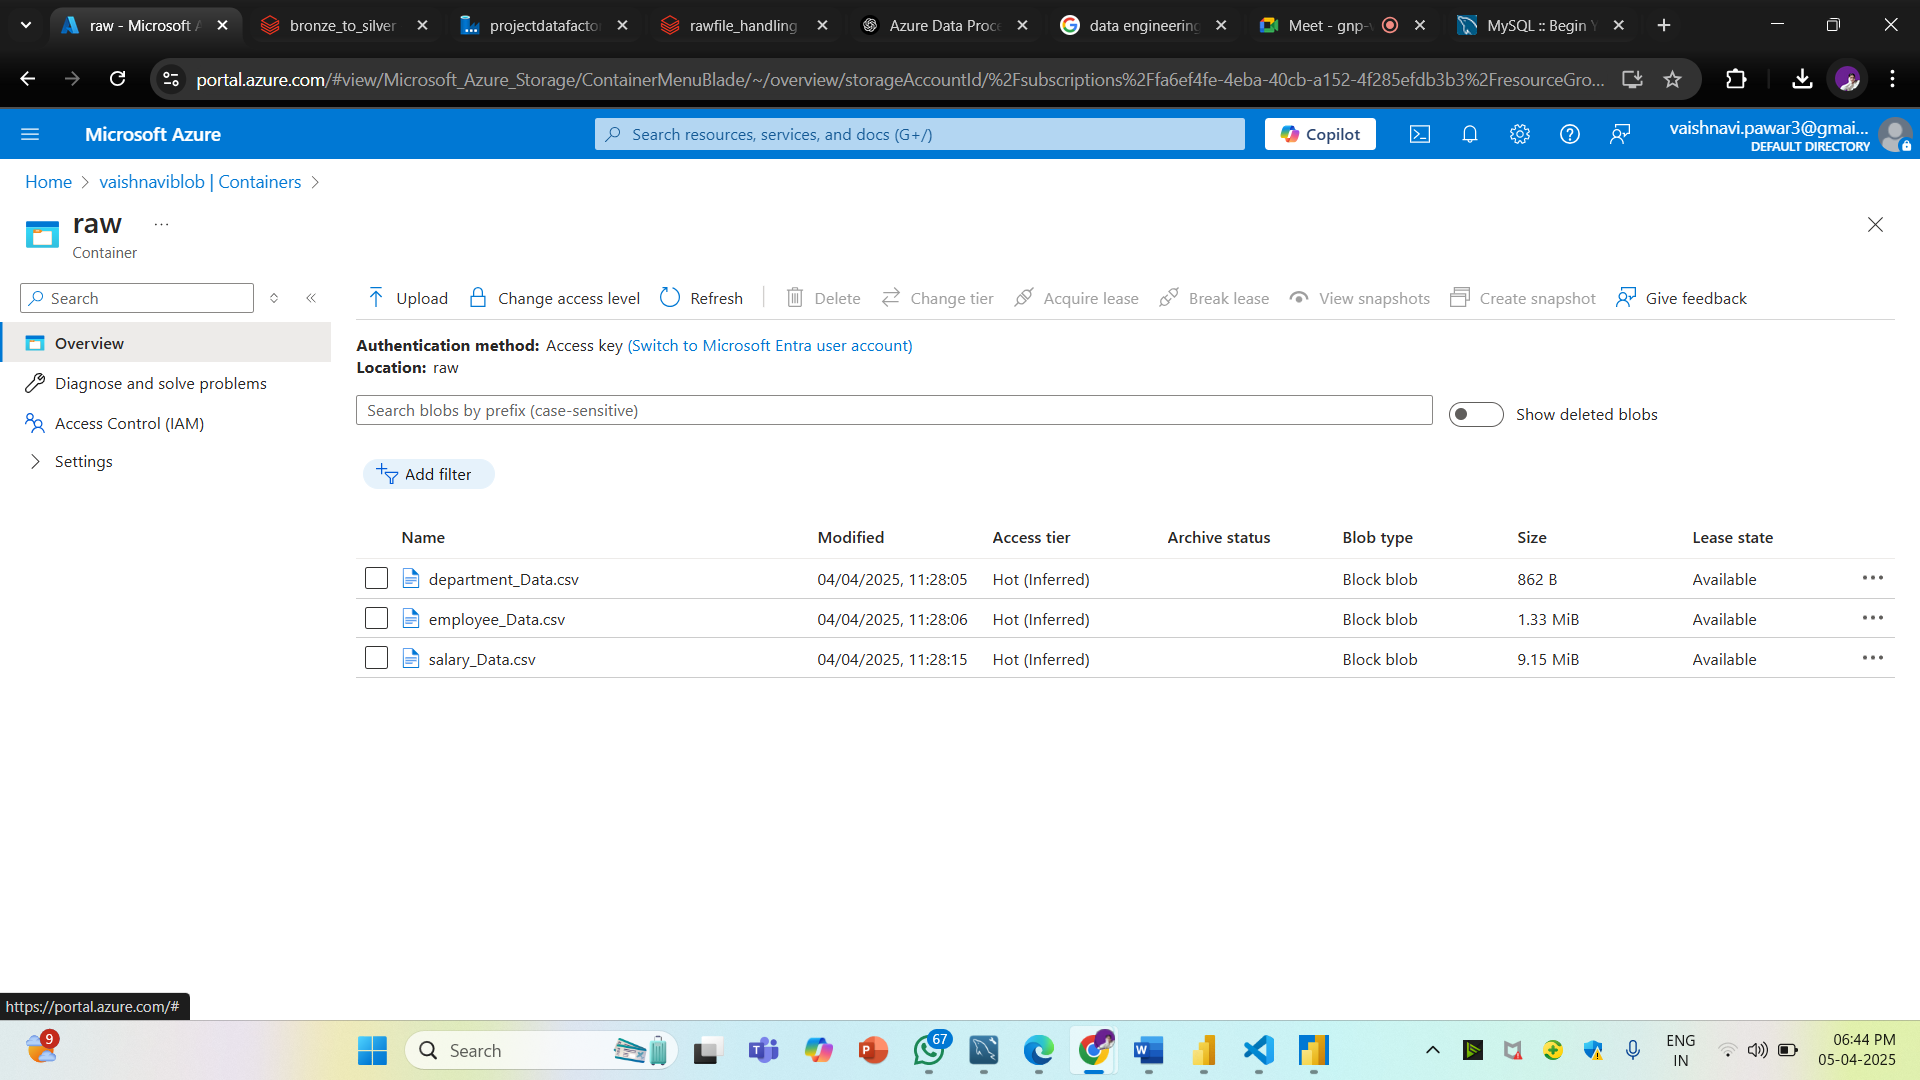 raw - Microsoft A
bronze_to_silver
projectdatafactor
rawfile_handling
Azure Data Proce
data engineering
Meet - gnp-v
MySQL :: Begin Y
portal.azure.com/#view/Microsoft_Azure_Storage/ContainerMenuBlade/~/overview/storageAccountId/%2Fsubscriptions%2Ffa6ef4fe-4eba-40cb-a152-4f285efdb3b3%2FresourceGro...
Microsoft Azure
Search resources, services, and docs (G+/)
Copilot
vaishnavi.pawar3@gmai...
DEFAULT DIRECTORY
Home > vaishnaviblob | Containers >
raw ...
Container
Search
Upload Change access level Refresh Delete Change tier Acquire lease Break lease View snapshots Create snapshot Give feedback
Overview
Diagnose and solve problems
Access Control (IAM)
Settings
Authentication method: Access key (Switch to Microsoft Entra user account)
Location: raw
Search blobs by prefix (case-sensitive)
Show deleted blobs
Add filter
Name Modified Access tier Archive status Blob type Size Lease state
department_Data.csv 04/04/2025, 11:28:05 Hot (Inferred) Block blob 862 B Available
employee_Data.csv 04/04/2025, 11:28:06 Hot (Inferred) Block blob 1.33 MiB Available
salary_Data.csv 04/04/2025, 11:28:15 Hot (Inferred) Block blob 9.15 MiB Available
https://portal.azure.com/#
9
Search
67
ENG
IN
06:44 PM
05-04-2025